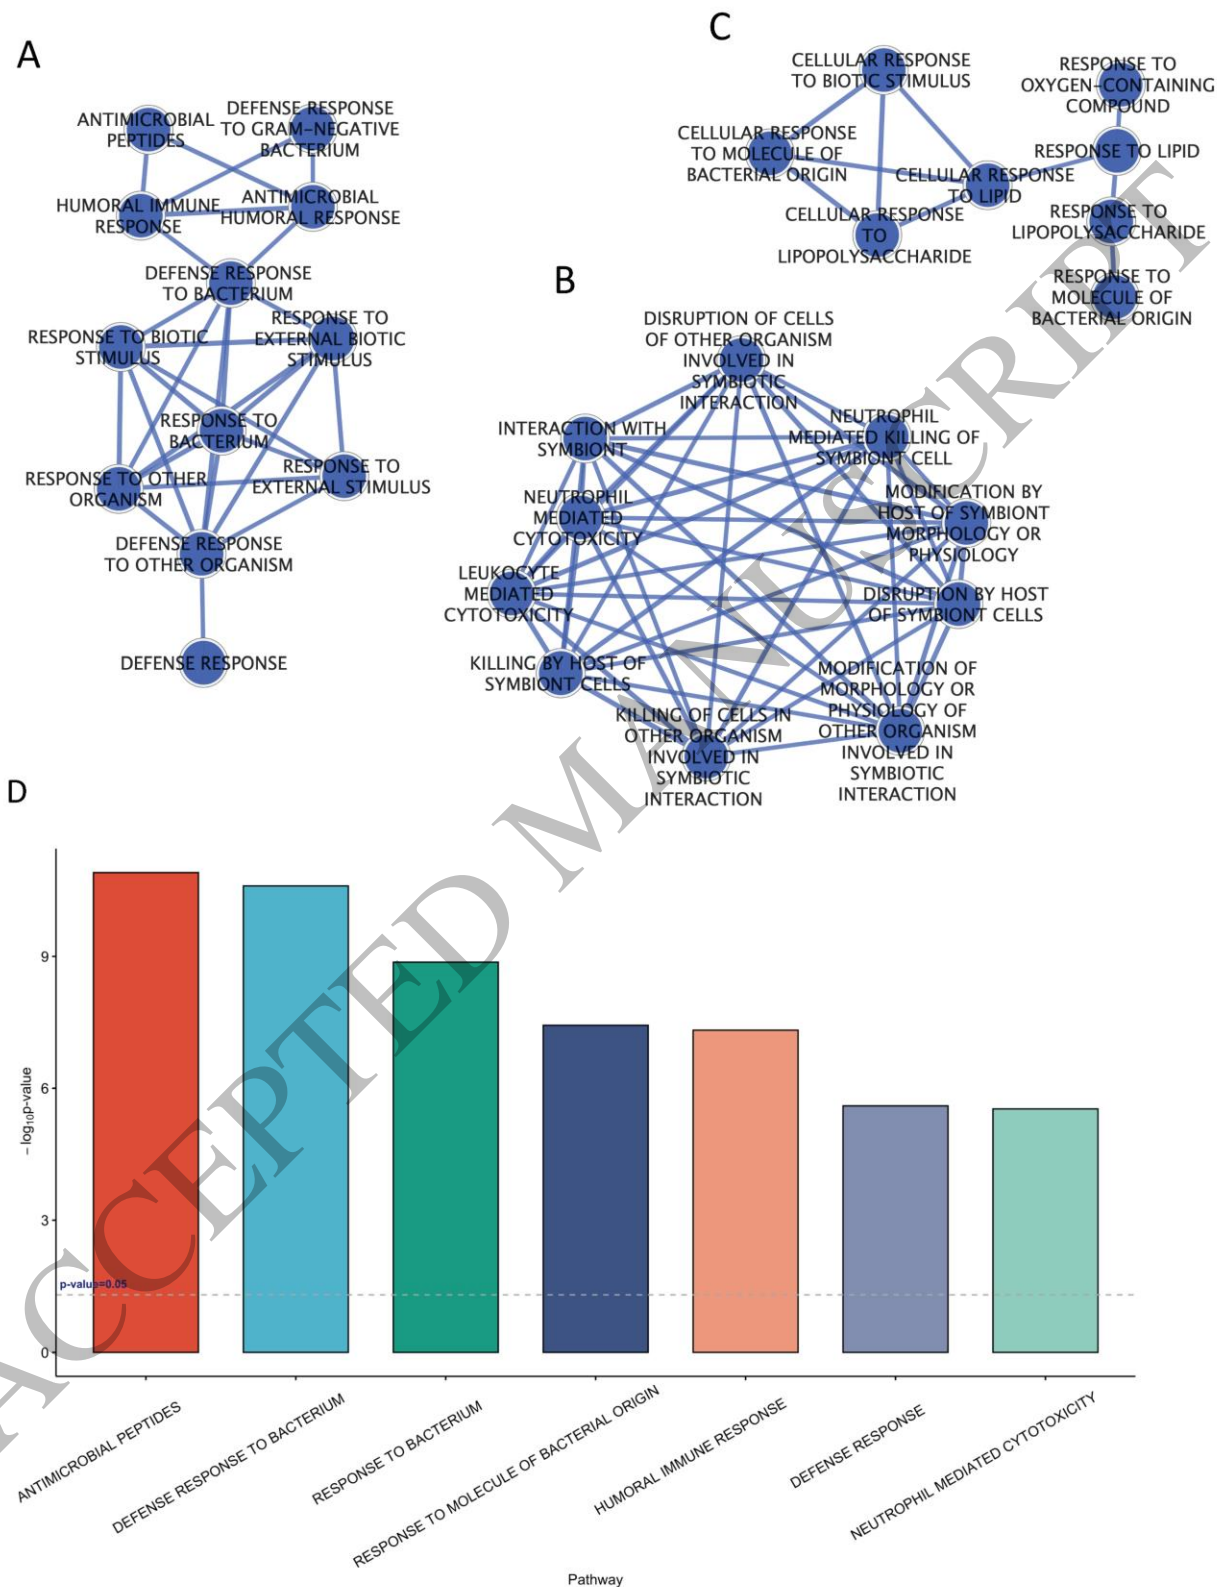 A
ANTIMICROBIAL
PEPTIDES
DEFENSE RESPONSE
TO GRAM-NEGATIVE
BACTERIUM
HUMORAL IMMUNE
RESPONSE
ANTIMICROBIAL
HUMORAL RESPONSE
DEFENSE RESPONSE
TO BACTERIUM
RESPONSE TO BIOTIC
STIMULUS
RESPONSE TO
EXTERNAL BIOTIC
STIMULUS
RESPONSE TO
BACTERIUM
RESPONSE TO OTHER
ORGANISM
RESPONSE TO
EXTERNAL STIMULUS
DEFENSE RESPONSE
TO OTHER ORGANISM
DEFENSE RESPONSE
C
CELLULAR RESPONSE
TO BIOTIC STIMULUS
RESPONSE TO
OXYGEN-CONTAINING
COMPOUND
CELLULAR RESPONSE
TO MOLECULE OF
BACTERIAL ORIGIN
RESPONSE TO LIPID
CELLULAR RESPONSE
TO LIPID
CELLULAR RESPONSE
TO
LIPOPOLYSACCHARIDE
RESPONSE TO
LIPOPOLYSACCHARIDE
RESPONSE TO
MOLECULE OF
BACTERIAL ORIGIN
B
DISRUPTION OF CELLS
OF OTHER ORGANISM
INVOLVED IN
SYMBIOTIC
INTERACTION
INTERACTION WITH
SYMBIONT
NEUTROPHIL
MEDIATED KILLING OF
SYMBIONT CELL
NEUTROPHIL
MEDIATED
CYTOTOXICITY
MODIFICATION BY
HOST OF SYMBIONT
MORPHOLOGY OR
PHYSIOLOGY
LEUKOCYTE
MEDIATED
CYTOTOXICITY
DISRUPTION BY HOST
OF SYMBIONT CELLS
KILLING BY HOST OF
SYMBIONT CELLS
KILLING OF CELLS IN
OTHER ORGANISM
INVOLVED IN
SYMBIOTIC
INTERACTION
MODIFICATION OF
MORPHOLOGY OR
PHYSIOLOGY OF
OTHER ORGANISM
INVOLVED IN
SYMBIOTIC
INTERACTION
D
9
6
3
0
-log10p-value
p-value=0.05
ANTIMICROBIAL PEPTIDES
DEFENSE RESPONSE TO BACTERIUM
RESPONSE TO BACTERIUM
RESPONSE TO MOLECULE OF BACTERIAL ORIGIN
HUMORAL IMMUNE RESPONSE
DEFENSE RESPONSE
NEUTROPHIL MEDIATED CYTOTOXICITY
Pathway
ACCEPTED MANUSCRIPT